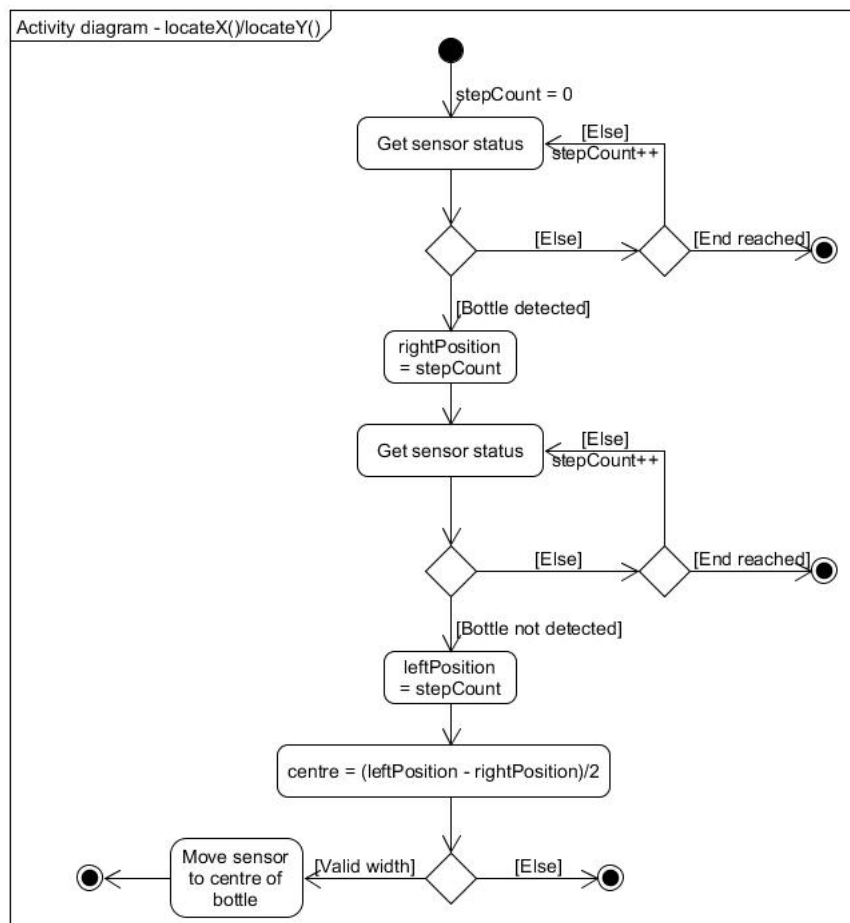 Activity diagram - locateX()/locateY()
stepCount = 0
[Else]
Get sensor status
stepCount++
[Else]
[End reached]
[Bottle detected]
rightPosition
= stepCount
[Else]
Get sensor status
stepCount++
[Else]
[End reached]
[Bottle not detected]
leftPosition
= stepCount
centre = (leftPosition - rightPosition)/2
Move sensor
to centre of
bottle
[Valid width]
[Else]